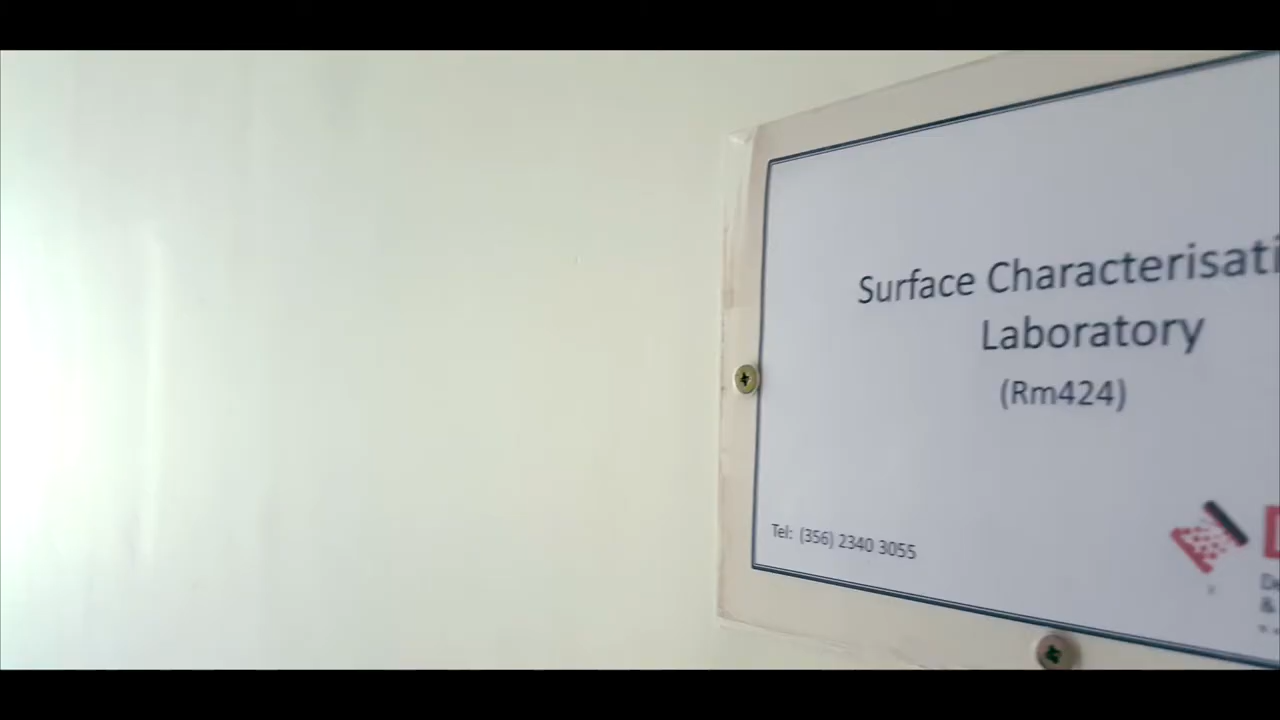 Surface Characterisati
Laboratory
(Rm424)
Tel: (356) 2340 3055